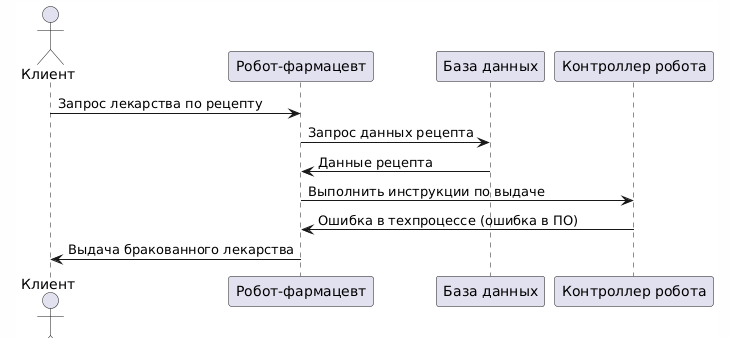 Клиент
Робот-фармацевт
База данных
Контроллер робота
Запрос лекарства по рецепту
Запрос данных рецепта
Данные рецепта
Выполнить инструкции по выдаче
Ошибка в техпроцессе (ошибка в ПО)
Выдача бракованного лекарства
Клиент
Робот-фармацевт
База данных
Контроллер робота